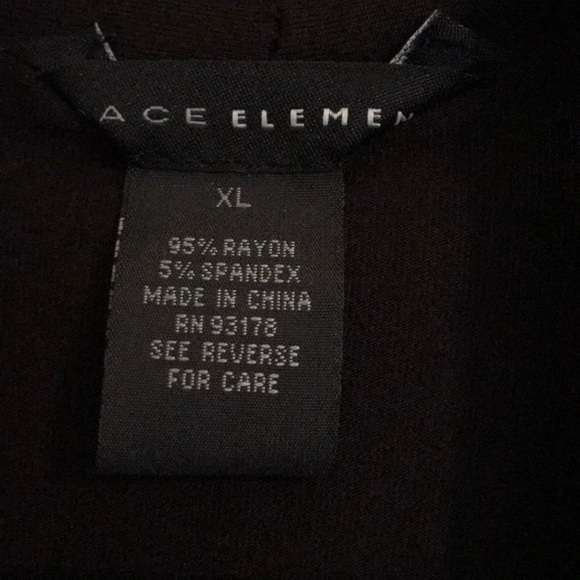 ACE ELEMEN
XL
95% RAYON
5% SPANDEX
MADE IN CHINA
RN 93178
SEE REVERSE
FOR CARE